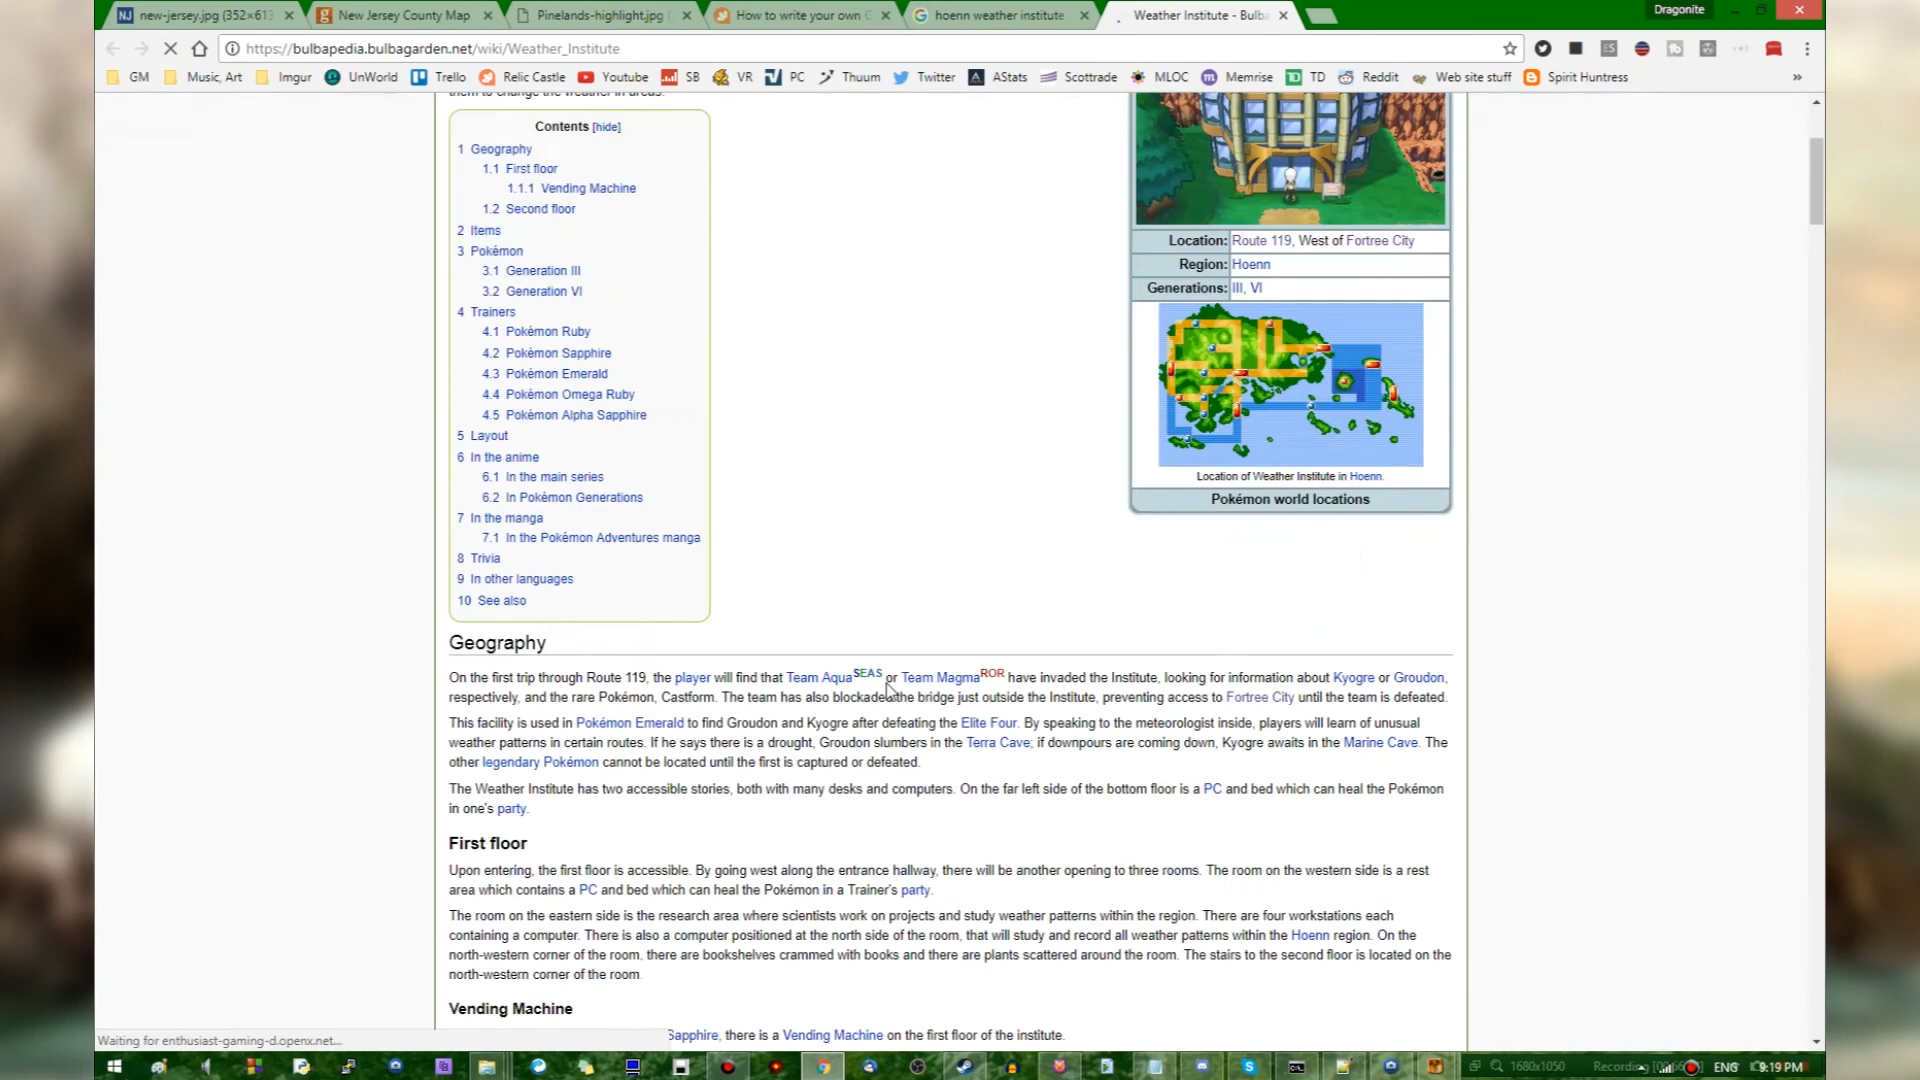 new-jersey.jpg (352×613
New Jersey County Map
Pinelands-highlight.jpg
How to write your own
hoenn weather institute
Weather Institute - Bulba
Dragonite
https://bulbapedia.bulbagarden.net/wiki/Weather_Institute
GM
Music, Art
Imgur
UnWorld
Trello
Relic Castle
Youtube
SB
VR
PC
Thuum
Twitter
AStats
Scottrade
MLOC
Memrise
TD
Reddit
Web site stuff
Spirit Huntress
»
them to change the weather in areas.
Contents [hide]
1 Geography
1.1 First floor
1.1.1 Vending Machine
1.2 Second floor
2 Items
3 Pokémon
3.1 Generation III
3.2 Generation VI
4 Trainers
4.1 Pokémon Ruby
4.2 Pokémon Sapphire
4.3 Pokémon Emerald
4.4 Pokémon Omega Ruby
4.5 Pokémon Alpha Sapphire
5 Layout
6 In the anime
6.1 In the main series
6.2 In Pokémon Generations
7 In the manga
7.1 In the Pokémon Adventures manga
8 Trivia
9 In other languages
10 See also
Location: Route 119, West of Fortree City
Region: Hoenn
Generations: III, VI
Location of Weather Institute in Hoenn.
Pokémon world locations
Geography
On the first trip through Route 119, the player will find that Team AquaSEAS or Team MagmaROR have invaded the Institute, looking for information about Kyogre or Groudon,
respectively, and the rare Pokémon, Castform. The team has also blockaded the bridge just outside the Institute, preventing access to Fortree City until the team is defeated.
This facility is used in Pokémon Emerald to find Groudon and Kyogre after defeating the Elite Four. By speaking to the meteorologist inside, players will learn of unusual
weather patterns in certain routes. If he says there is a drought, Groudon slumbers in the Terra Cave; if downpours are coming down, Kyogre awaits in the Marine Cave. The
other legendary Pokémon cannot be located until the first is captured or defeated.
The Weather Institute has two accessible stories, both with many desks and computers. On the far left side of the bottom floor is a PC and bed which can heal the Pokémon
in one's party.
First floor
Upon entering, the first floor is accessible. By going west along the entrance hallway, there will be another opening to three rooms. The room on the western side is a rest
area which contains a PC and bed which can heal the Pokémon in a Trainer's party.
The room on the eastern side is the research area where scientists work on projects and study weather patterns within the region. There are four workstations each
containing a computer. There is also a computer positioned at the north side of the room, that will study and record all weather patterns within the Hoenn region. On the
north-western corner of the room, there are bookshelves crammed with books and there are plants scattered around the room. The stairs to the second floor is located on the
north-western corner of the room.
Vending Machine
Sapphire, there is a Vending Machine on the first floor of the institute.
Waiting for enthusiast-gaming-d.openx.net...
1680x1050
Recording
ENG
9:19 PM